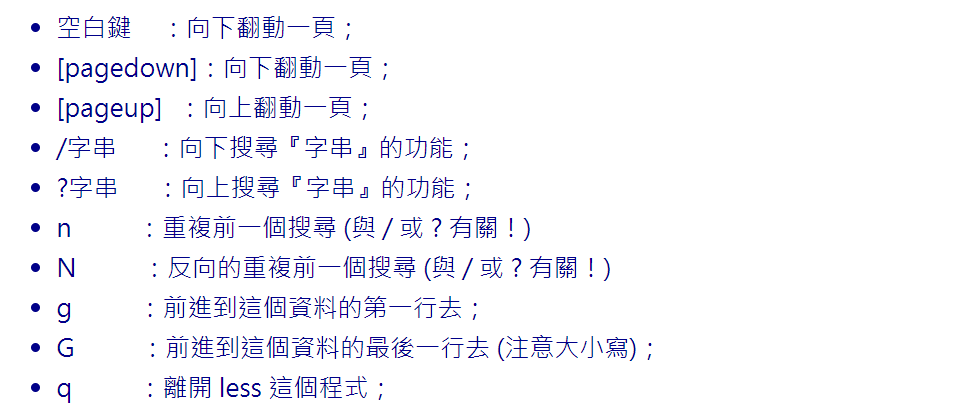 • 空白鍵    ：向下翻動一頁；
• [pagedown]：向下翻動一頁；
• [pageup]  ：向上翻動一頁；
• /字串     ：向下搜尋『字串』的功能；
• ?字串     ：向上搜尋『字串』的功能；
• n         ：重複前一個搜尋 (與 / 或 ? 有關！)
• N         ：反向的重複前一個搜尋 (與 / 或 ? 有關！)
• g         ：前進到這個資料的第一行去；
• G         ：前進到這個資料的最後一行去 (注意大小寫)；
• q         ：離開 less 這個程式；